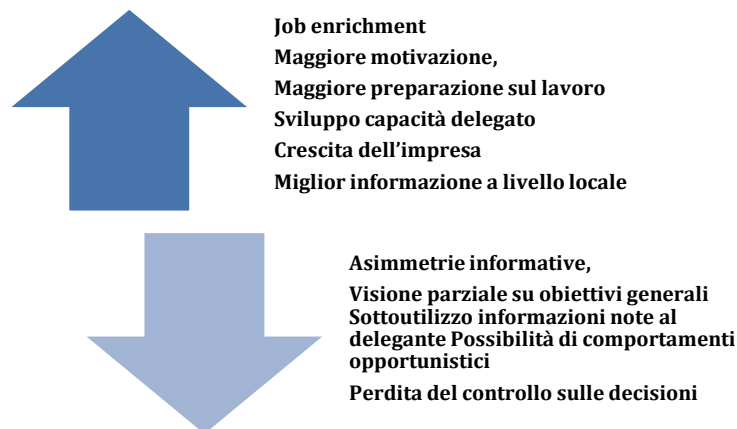 Job enrichment
Maggiore motivazione,
Maggiore preparazione sul lavoro
Sviluppo capacità delegato
Crescita dell’impresa
Miglior informazione a livello locale
Asimmetrie informative,
Visione parziale su obiettivi generali
Sottoutilizzo informazioni note al
delegante Possibilità di comportamenti
opportunistici
Perdita del controllo sulle decisioni